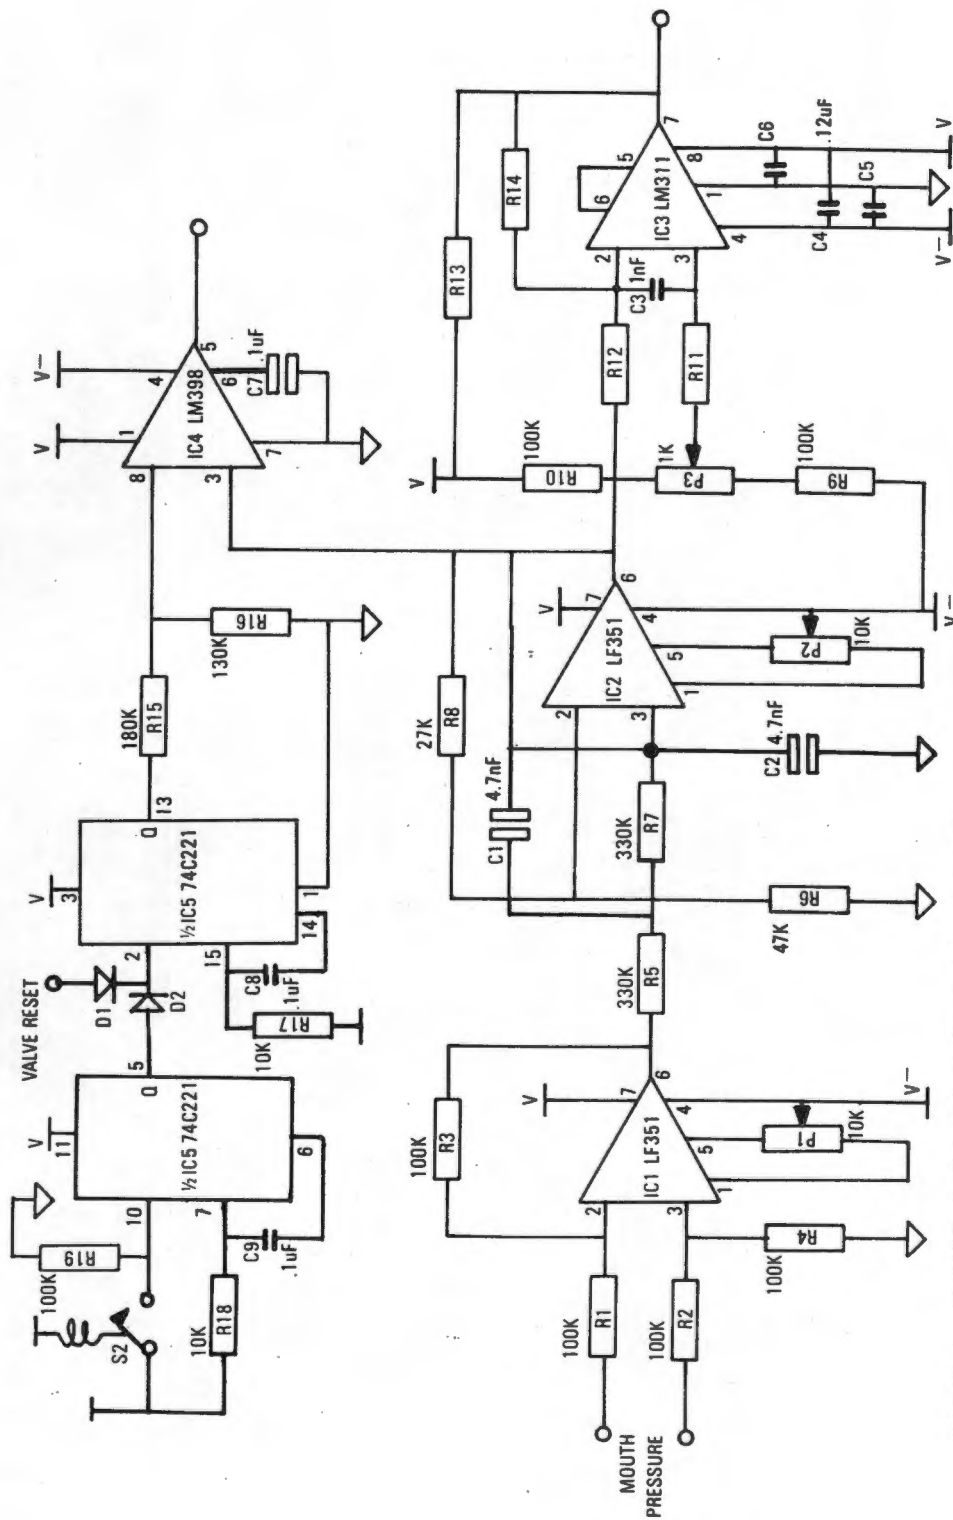 VALVE RESET
D1
D2
S2
100K
R19
10
7
V
11
½IC5 74C221
Q
5
6
10K
R18
C9
.1uF
2
15
V
3
½IC5 74C221
Q
13
14
1
C8
.1uF
10K
R17
180K
R15
130K
R16
8
3
V
1
V−
4
IC4 LM398
5
6
7
C7
.1uF
MOUTH
PRESSURE
100K
R1
100K
R2
100K
R3
100K
R4
2
3
IC1 LF351
V
7
6
4
5
1
P1
10K
V−
330K
R5
330K
R7
C1
4.7nF
27K
R8
47K
R6
C2
4.7nF
2
3
IC2 LF351
V
7
6
4
5
1
P2
10K
V−
V
R10
100K
1K
P3
100K
R9
R13
R14
R12
R11
C3
1nF
2
3
IC3 LM311
6
5
7
8
1
4
C6
.12uF
C4
C5
V−
V